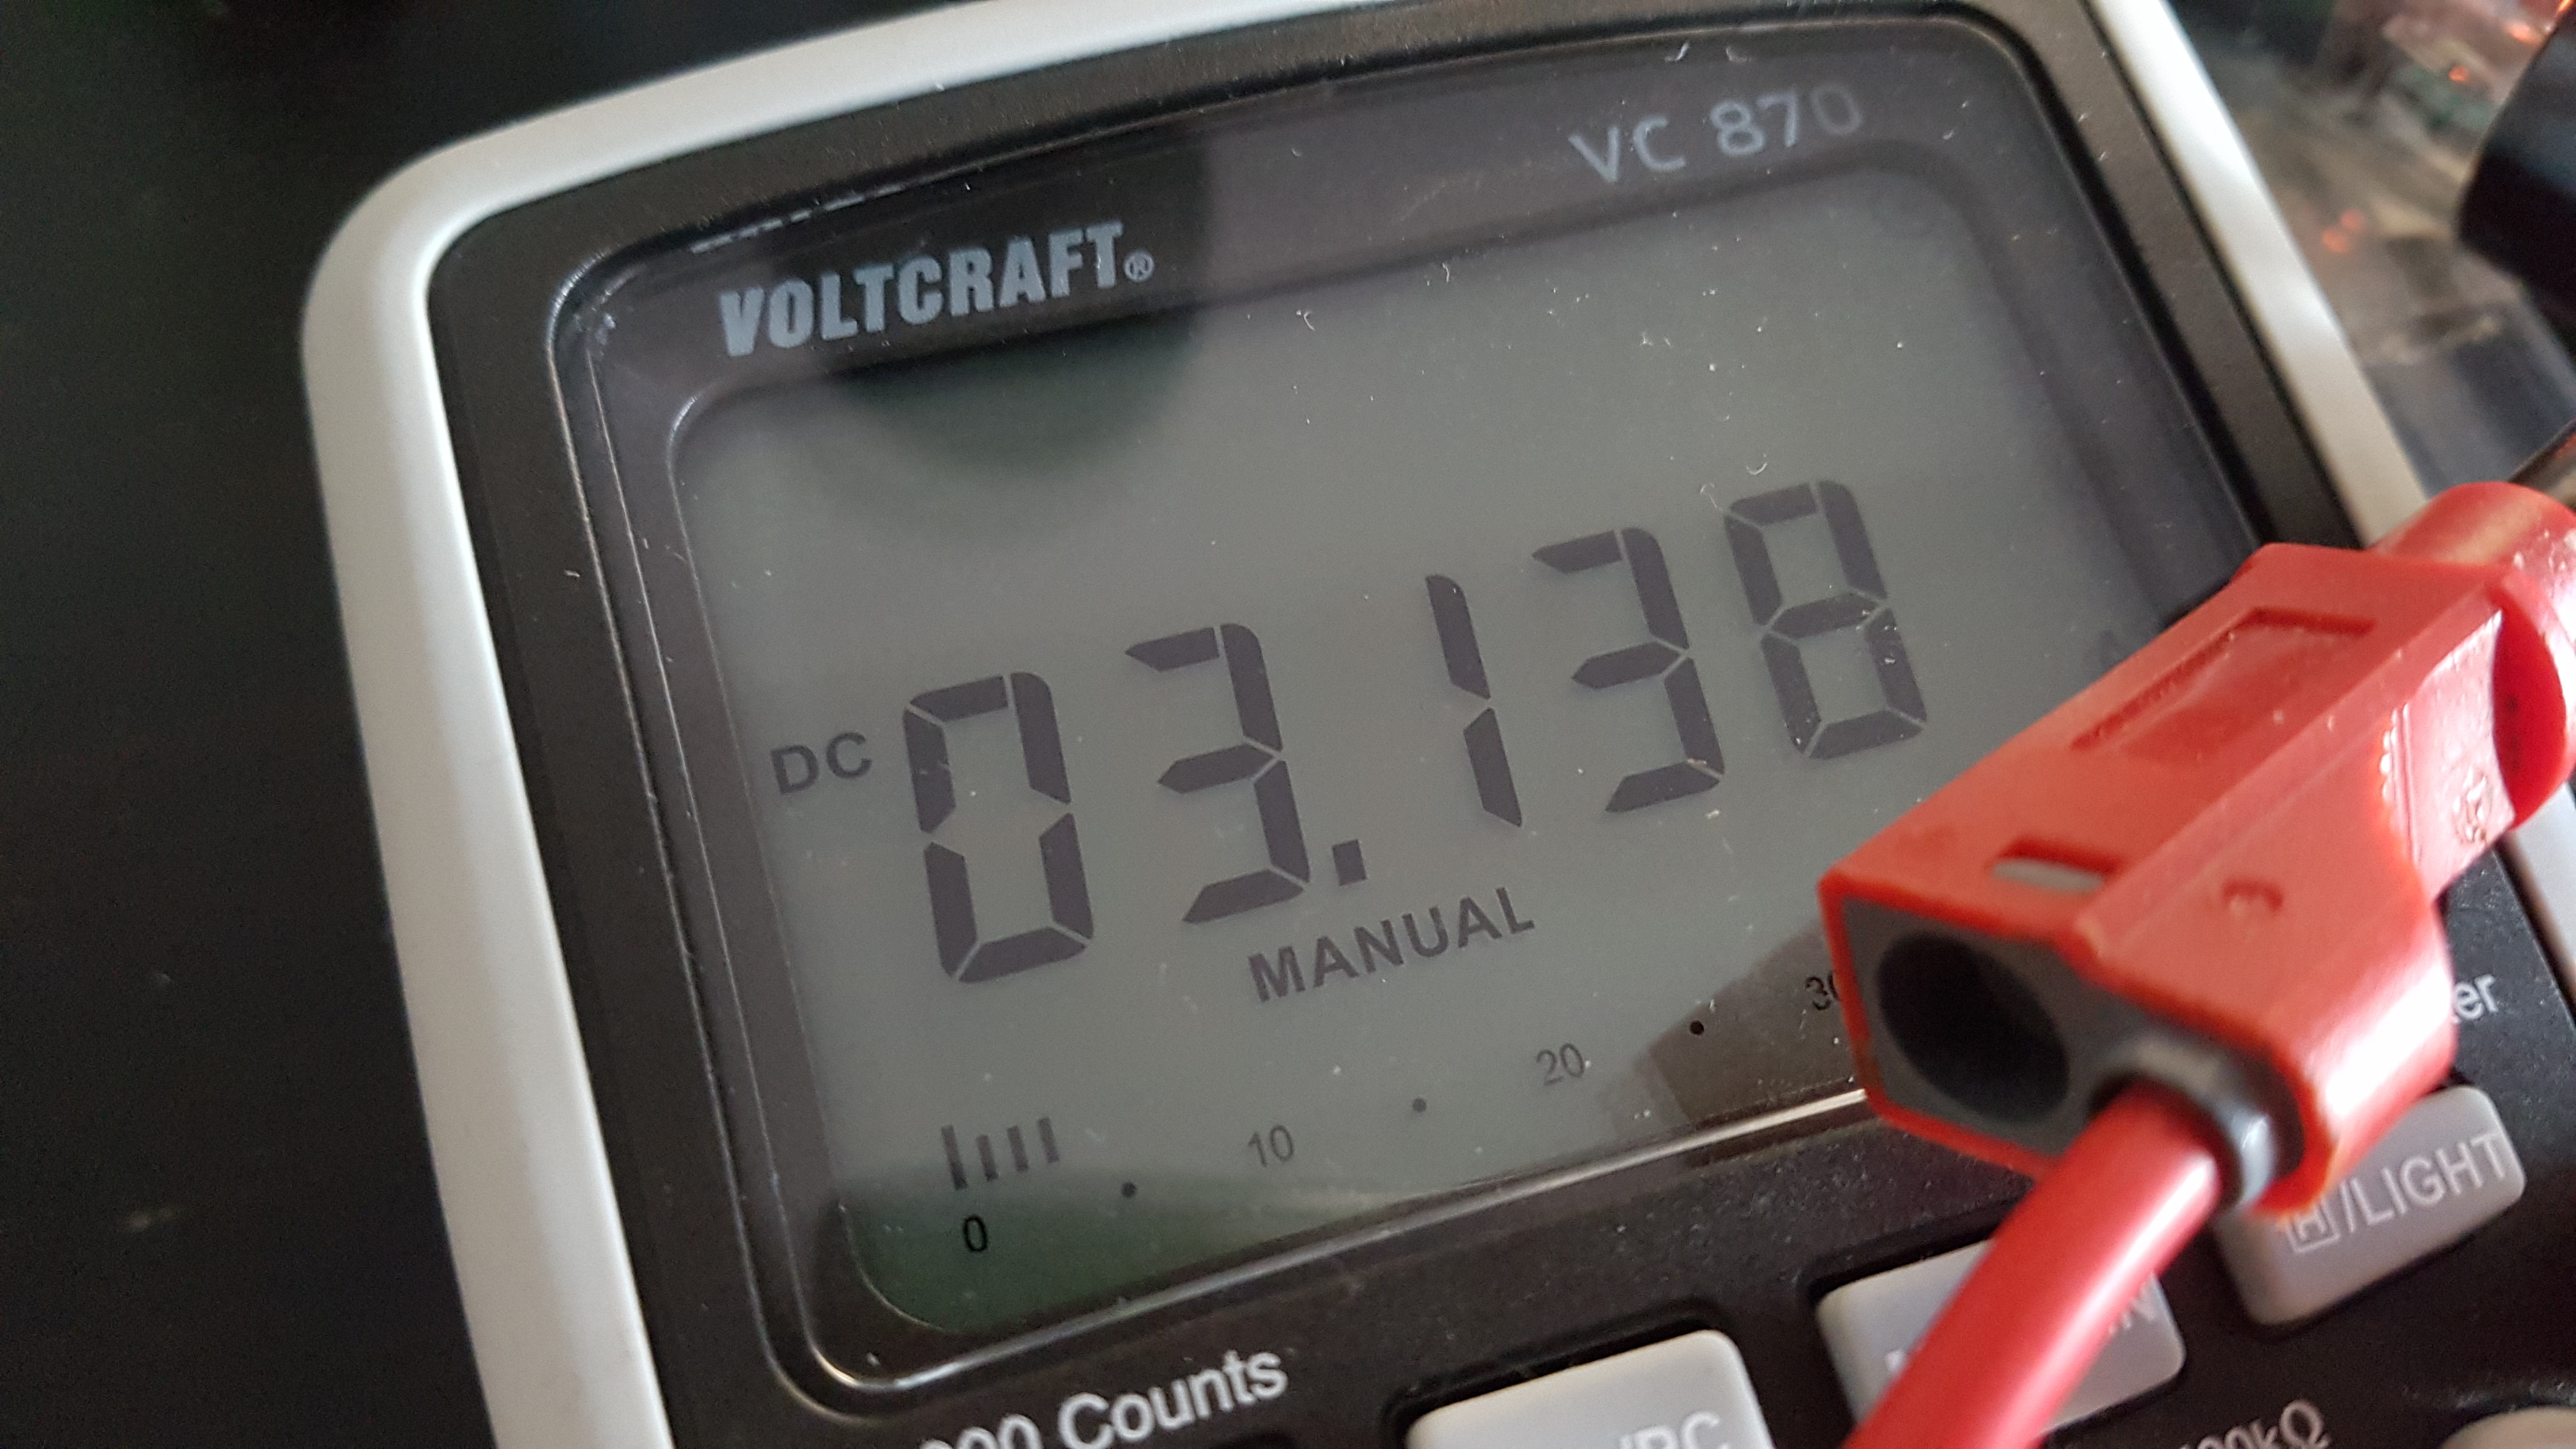 VC 870
VOLTCRAFT®
DC 03.138
MANUAL
0 10 20
Counts
/LIGHT